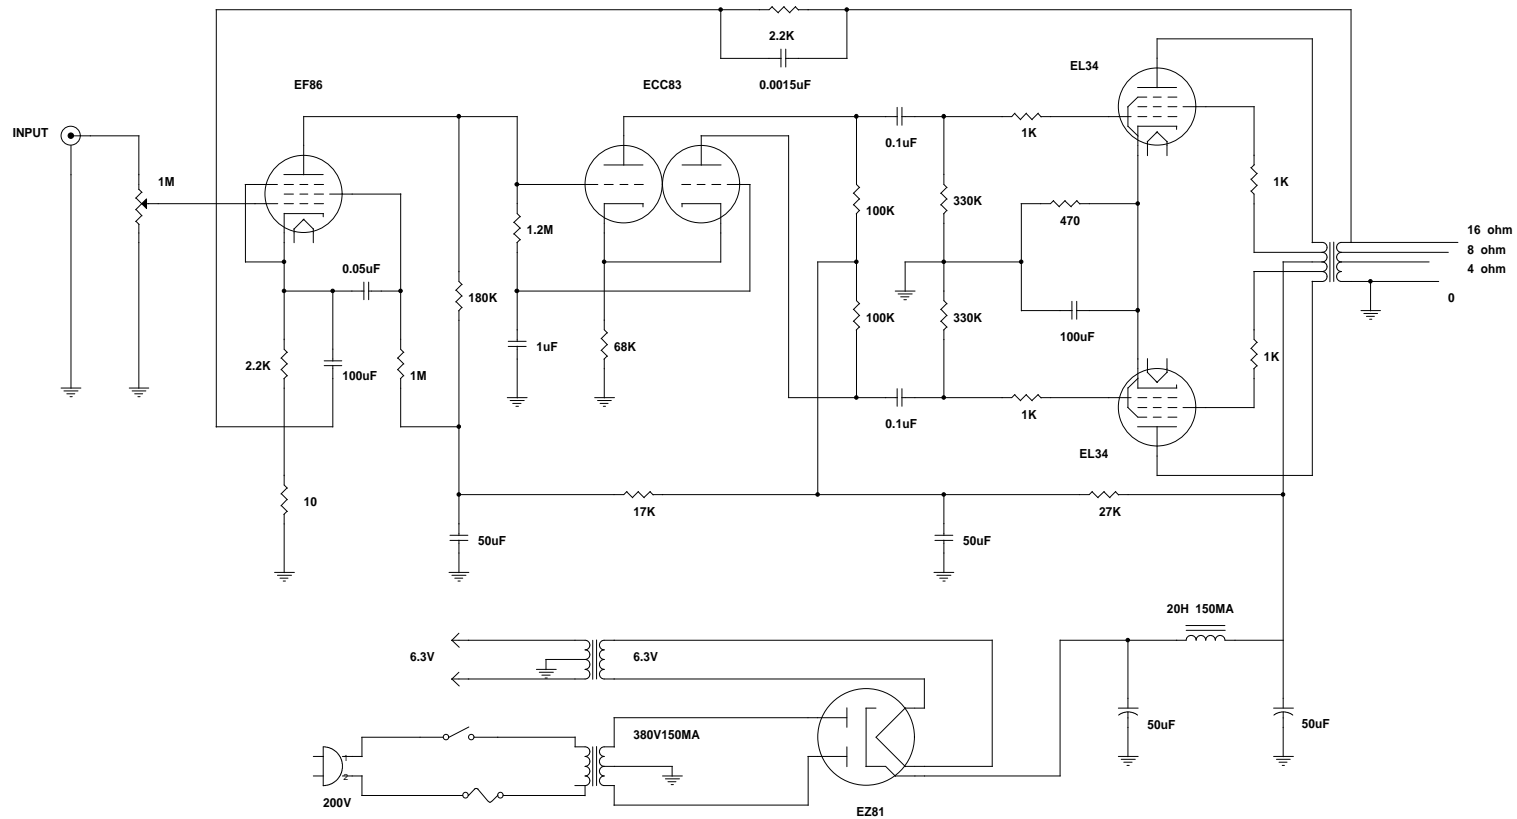 2.2K
0.0015uF
EF86
ECC83
EL34
INPUT
1M
1K
0.1uF
1K
100K
330K
470
1.2M
16 ohm
8 ohm
4 ohm
0
0.05uF
180K
100K
330K
100uF
1uF
68K
1K
2.2K
100uF
1M
0.1uF
1K
EL34
10
17K
27K
50uF
50uF
20H 150MA
6.3V
6.3V
50uF
50uF
380V150MA
1
2
200V
EZ81